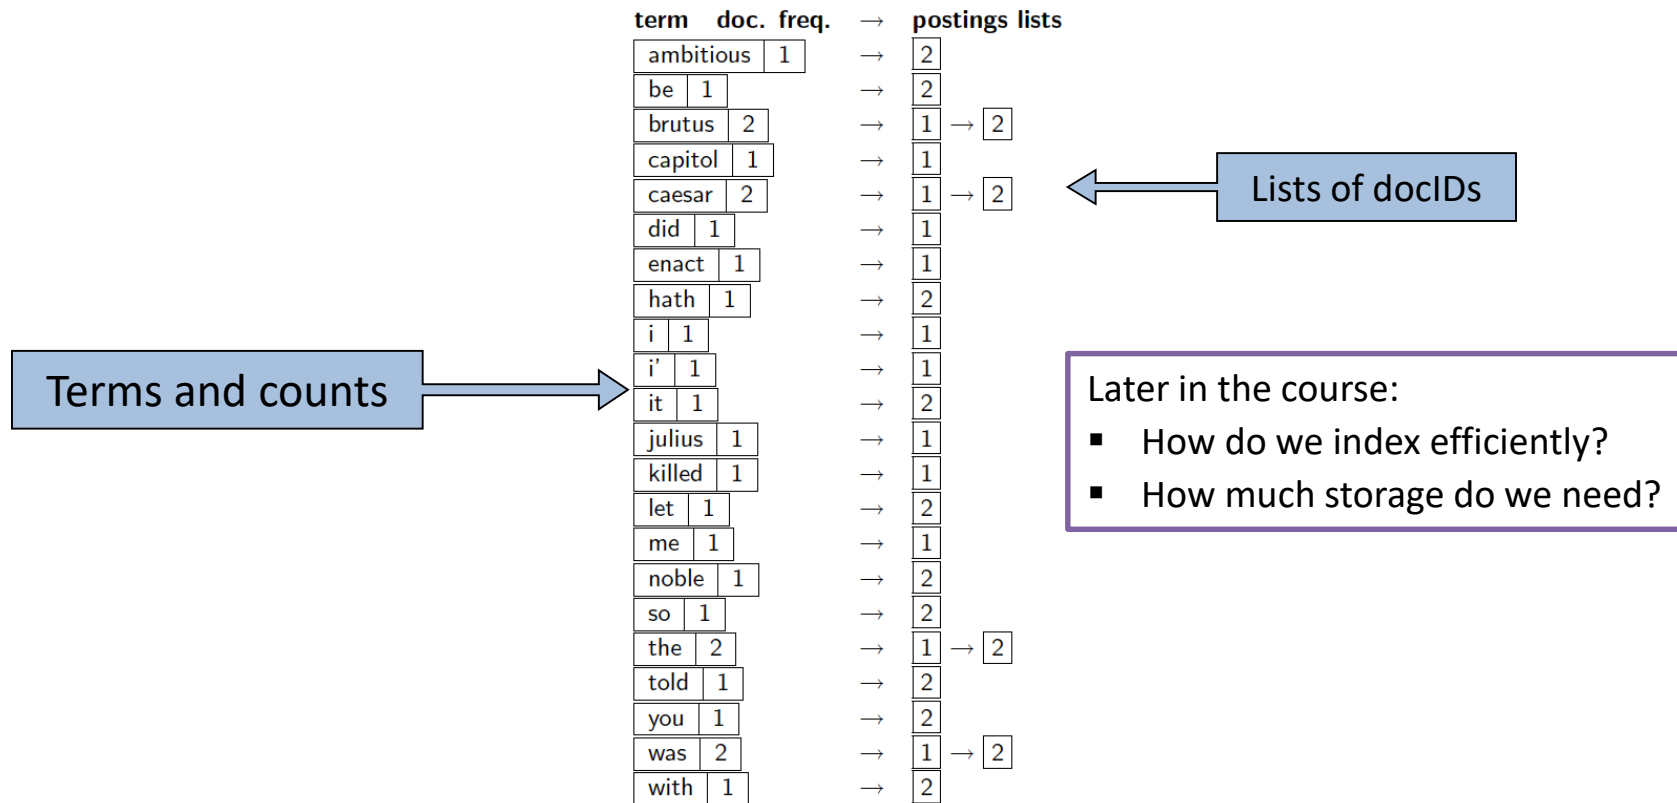 term doc. freq. → postings lists
ambitious 1 → 2
be 1 → 2
brutus 2 → 1 → 2
capitol 1 → 1
caesar 2 → 1 → 2
did 1 → 1
enact 1 → 1
hath 1 → 2
i 1 → 1
i' 1 → 1
it 1 → 2
julius 1 → 1
killed 1 → 1
let 1 → 2
me 1 → 1
noble 1 → 2
so 1 → 2
the 2 → 1 → 2
told 1 → 2
you 1 → 2
was 2 → 1 → 2
with 1 → 2
Terms and counts
Lists of docIDs
Later in the course:
▪ How do we index efficiently?
▪ How much storage do we need?